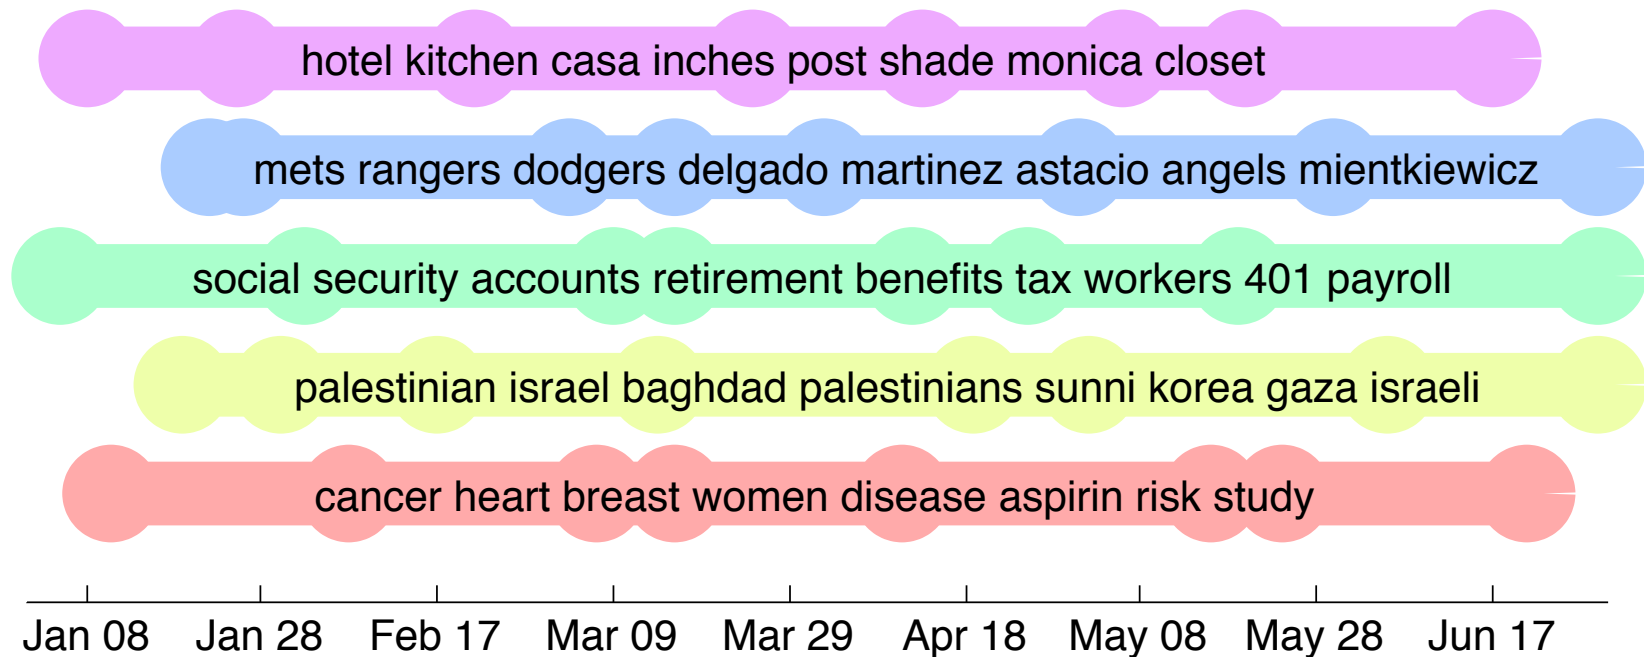 hotel kitchen casa inches post shade monica closet
mets rangers dodgers delgado martinez astacio angels mientkiewicz
social security accounts retirement benefits tax workers 401 payroll
palestinian israel baghdad palestinians sunni korea gaza israeli
cancer heart breast women disease aspirin risk study
Jan 08 Jan 28 Feb 17 Mar 09 Mar 29 Apr 18 May 08 May 28 Jun 17